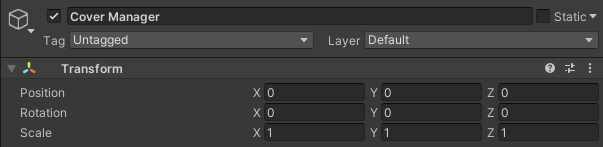 Cover Manager Static
Tag Untagged Layer Default
Transform
Position X 0 Y 0 Z 0
Rotation X 0 Y 0 Z 0
Scale X 1 Y 1 Z 1